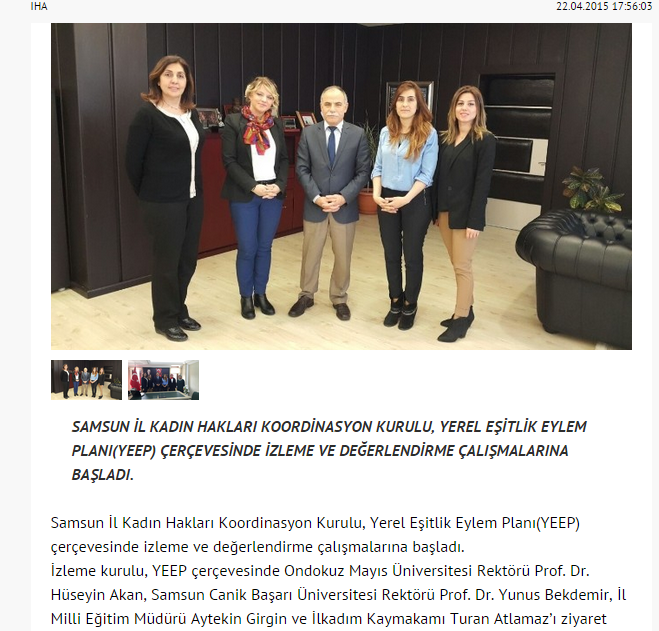 IHA 22.04.2015 17:56:03
SAMSUN İL KADIN HAKLARI KOORDİNASYON KURULU, YEREL EŞİTLİK EYLEM
PLANI(YEEP) ÇERÇEVESİNDE İZLEME VE DEĞERLENDİRME ÇALIŞMALARINA
BAŞLADI.
Samsun İl Kadın Hakları Koordinasyon Kurulu, Yerel Eşitlik Eylem Planı(YEEP)
çerçevesinde izleme ve değerlendirme çalışmalarına başladı.
İzleme kurulu, YEEP çerçevesinde Ondokuz Mayıs Üniversitesi Rektörü Prof. Dr.
Hüseyin Akan, Samsun Canik Başarı Üniversitesi Rektörü Prof. Dr. Yunus Bekdemir, İl
Milli Eğitim Müdürü Aytekin Girgin ve İlkadım Kaymakamı Turan Atlamaz’ı ziyaret